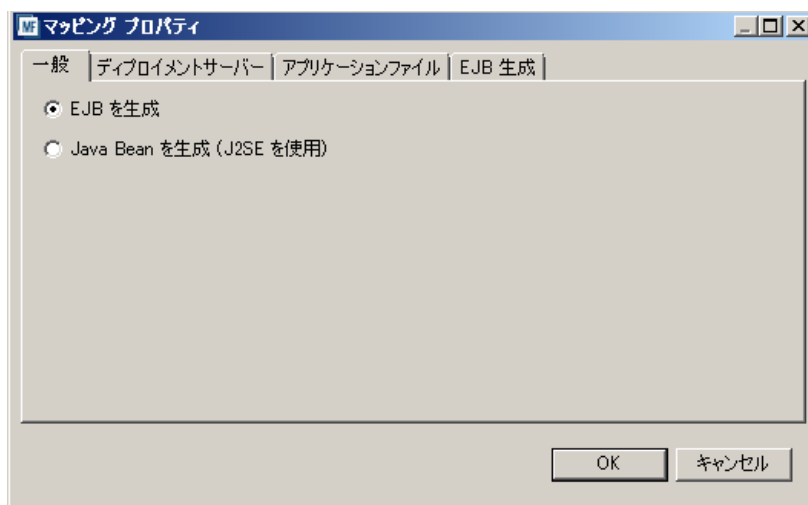 MF マッピング プロパティ
一般 ディプロイメントサーバー アプリケーションファイル EJB 生成
EJB を生成
Java Bean を生成 (J2SE を使用)
OK キャンセル